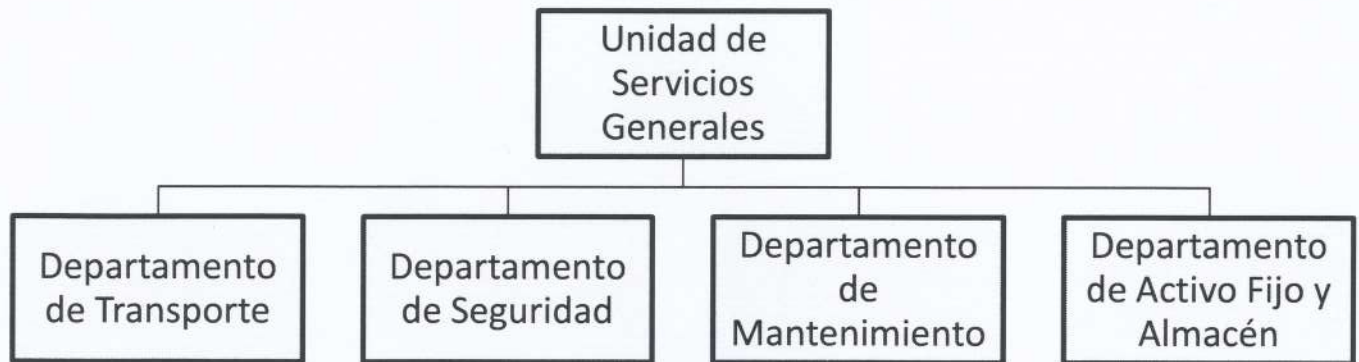 Unidad de
Servicios
Generales
Departamento
de Transporte
Departamento
de Seguridad
Departamento
de
Mantenimiento
Departamento
de Activo Fijo y
Almacén